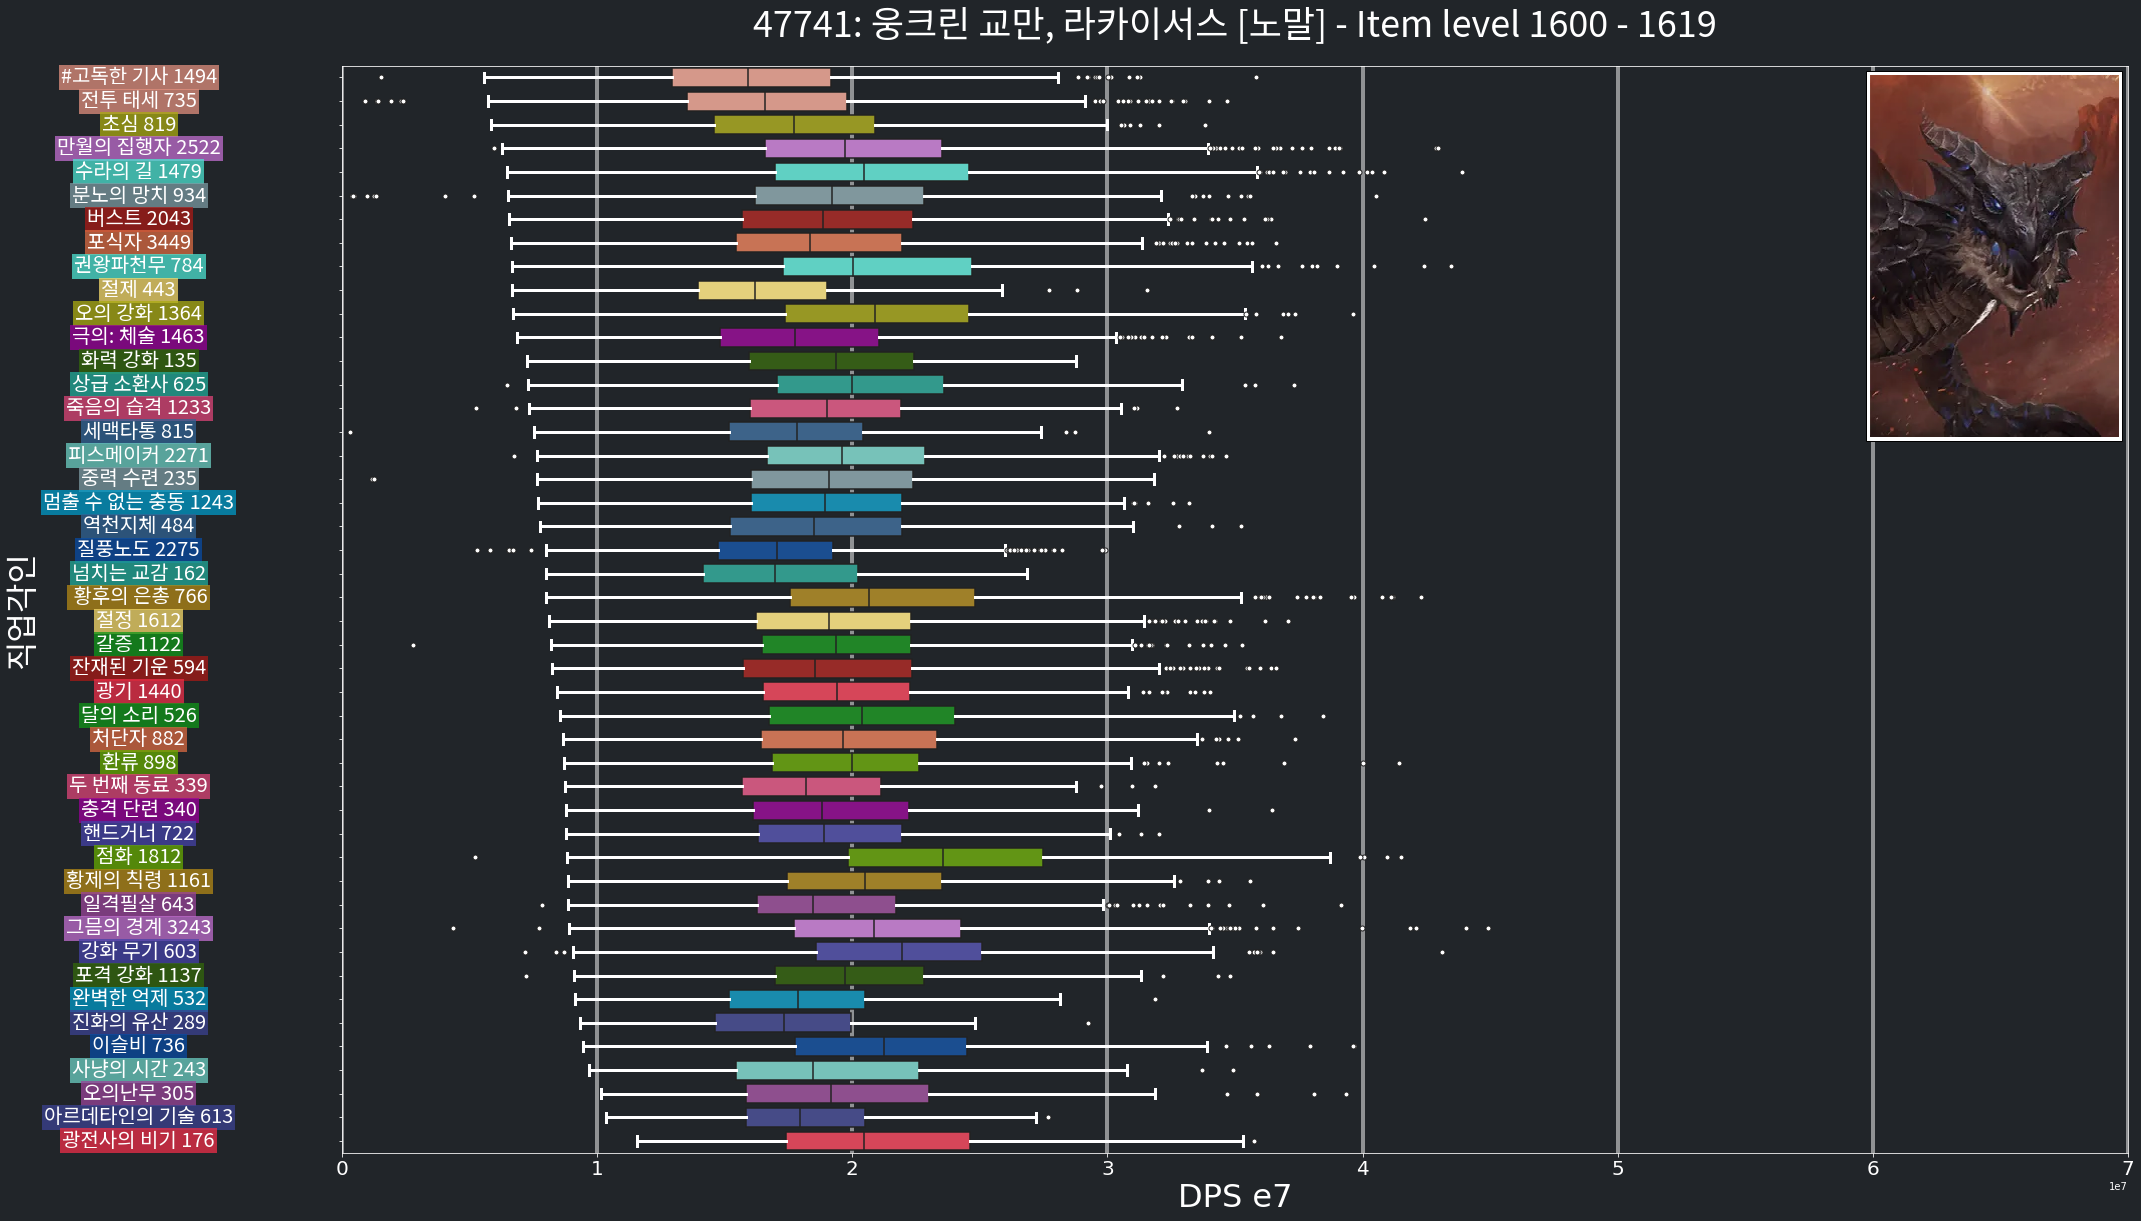 47741: 웅크린 교만, 라카이서스 [노말] - Item level 1600 - 1619
#고독한 기사 1494
전투 태세 735
초심 819
만월의 집행자 2522
수라의 길 1479
분노의 망치 934
버스트 2043
포식자 3449
권왕파천무 784
절제 443
오의 강화 1364
극의: 체술 1463
화력 강화 135
상급 소환사 625
죽음의 습격 1233
세맥타통 815
피스메이커 2271
중력 수련 235
멈출 수 없는 충동 1243
역천지체 484
질풍노도 2275
넘치는 교감 162
황후의 은총 766
절정 1612
갈증 1122
잔재된 기운 594
광기 1440
달의 소리 526
처단자 882
환류 898
두 번째 동료 339
충격 단련 340
핸드거너 722
점화 1812
황제의 칙령 1161
일격필살 643
그믐의 경계 3243
강화 무기 603
포격 강화 1137
완벽한 억제 532
진화의 유산 289
이슬비 736
사냥의 시간 243
오의난무 305
아르데타인의 기술 613
광전사의 비기 176
직업각인
0 1 2 3 4 5 6 7
1e7
DPS e7